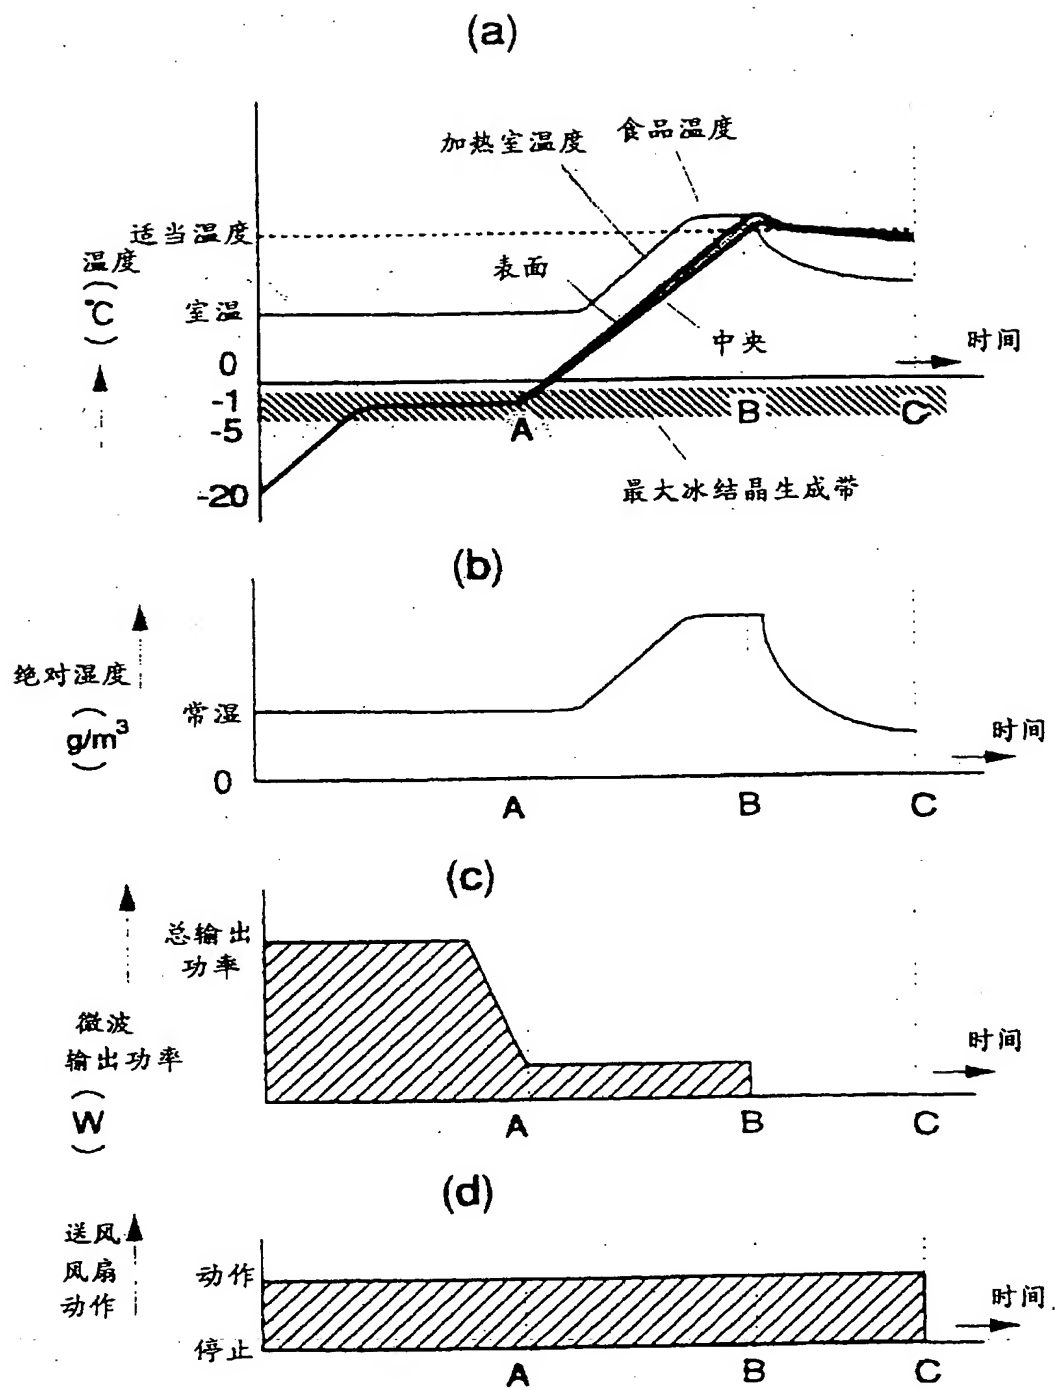 (a)
加热室温度
食品温度
适当温度
温度
(℃)
表面
室温
中央
时间
0
-1
-5
-20
A
B
C
最大冰结晶生成带
(b)
绝对湿度
(g/m³)
常湿
时间
0
A
B
C
(c)
总输出
功率
微波
输出功率
(W)
时间
A
B
C
(d)
送风
风扇
动作
动作
停止
时间
A
B
C